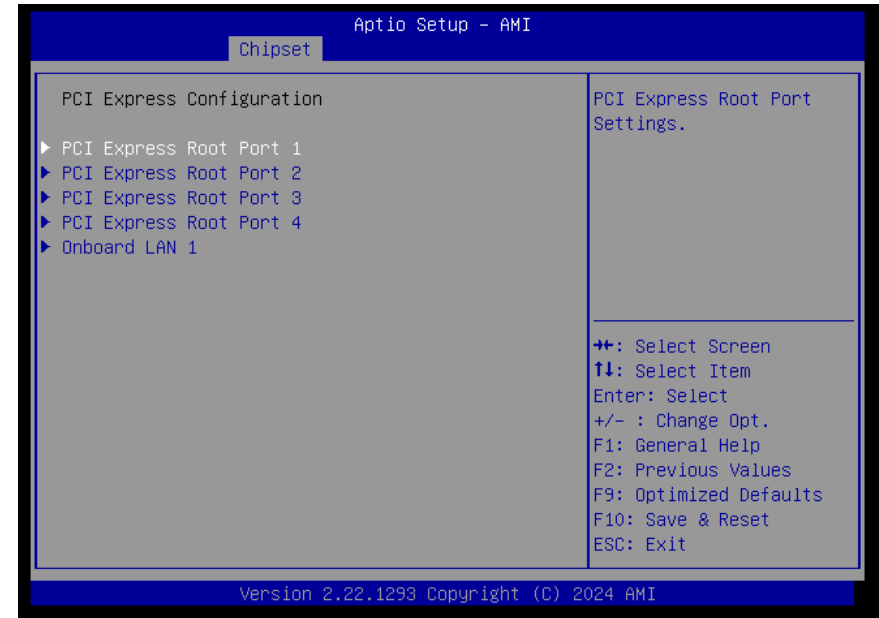 Aptio Setup – AMI
Chipset
PCI Express Configuration
PCI Express Root Port 1
PCI Express Root Port 2
PCI Express Root Port 3
PCI Express Root Port 4
Onboard LAN 1
PCI Express Root Port
Settings.
→←: Select Screen
↑↓: Select Item
Enter: Select
+/– : Change Opt.
F1: General Help
F2: Previous Values
F9: Optimized Defaults
F10: Save & Reset
ESC: Exit
Version 2.22.1293 Copyright (C) 2024 AMI